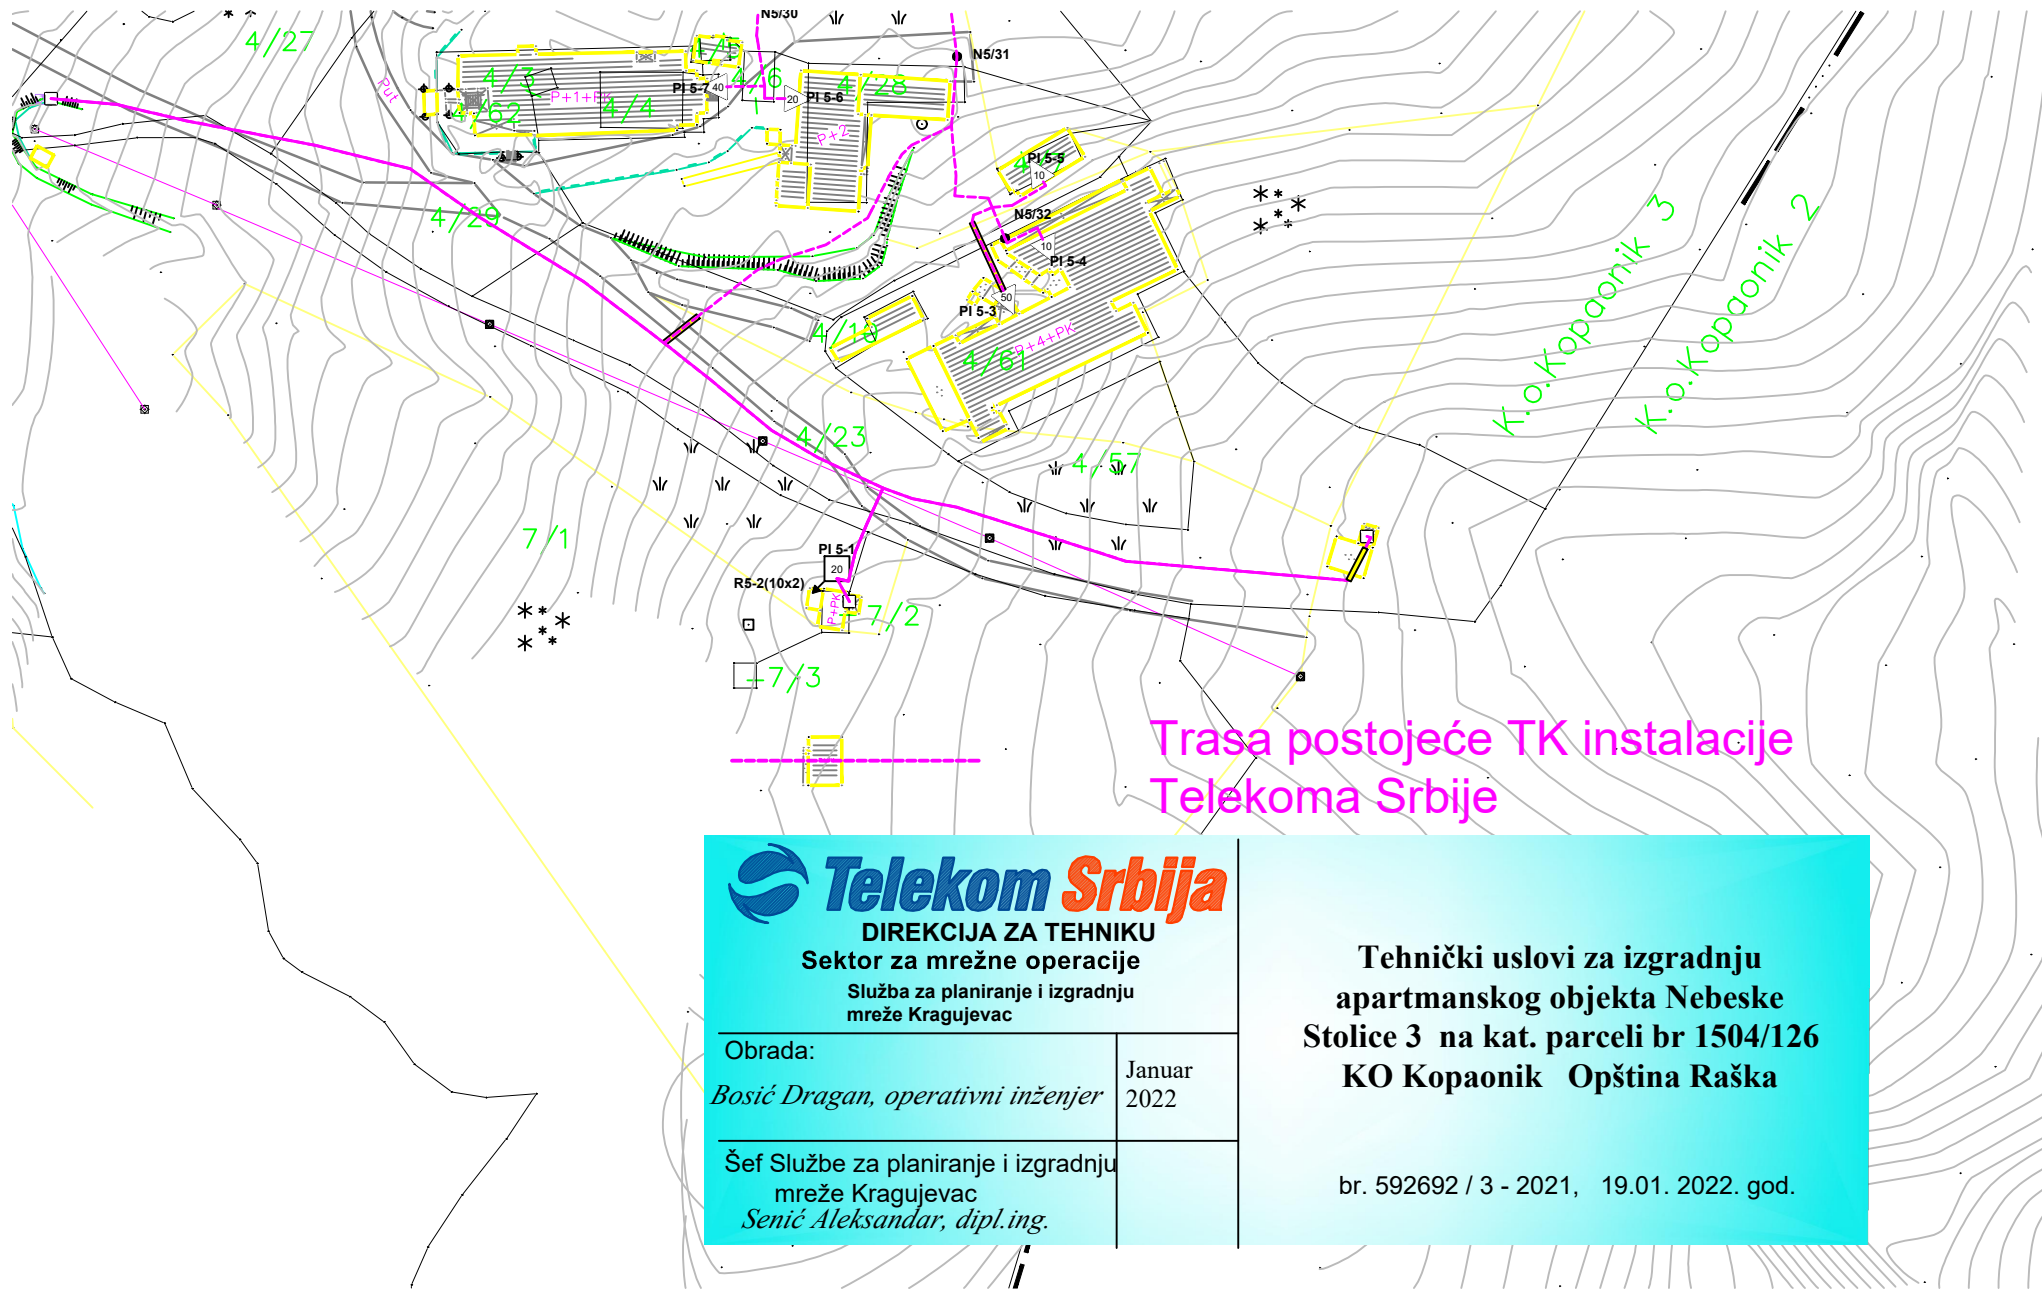 N5/30
4/27
N5/31
4/3
4/6
4/28
Put
P+1+PK
PI 5-7
40
20
PI 5-6
4/62
4/4
P+2
PI 5-5
10
4/29
N5/32
10
PI 5-4
50
PI 5-3
4/10
P+4+PK
4/61
K.o.Kopaonik 3
K.o.Kopaonik 2
4/23
4/57
7/1
PI 5-1
20
R5-2(10x2)
P+PK
7/2
7/3
Trasa postojeće TK instalacije
Telekoma Srbije
Telekom Srbija
DIREKCIJA ZA TEHNIKU
Sektor za mrežne operacije
Služba za planiranje i izgradnju
mreže Kragujevac
Obrada:
Bosić Dragan, operativni inženjer
Januar
2022
Šef Službe za planiranje i izgradnju
mreže Kragujevac
Senić Aleksandar, dipl.ing.
Tehnički uslovi za izgradnju
apartmanskog objekta Nebeske
Stolice 3 na kat. parceli br 1504/126
KO Kopaonik Opština Raška
br. 592692 / 3 - 2021, 19.01. 2022. god.